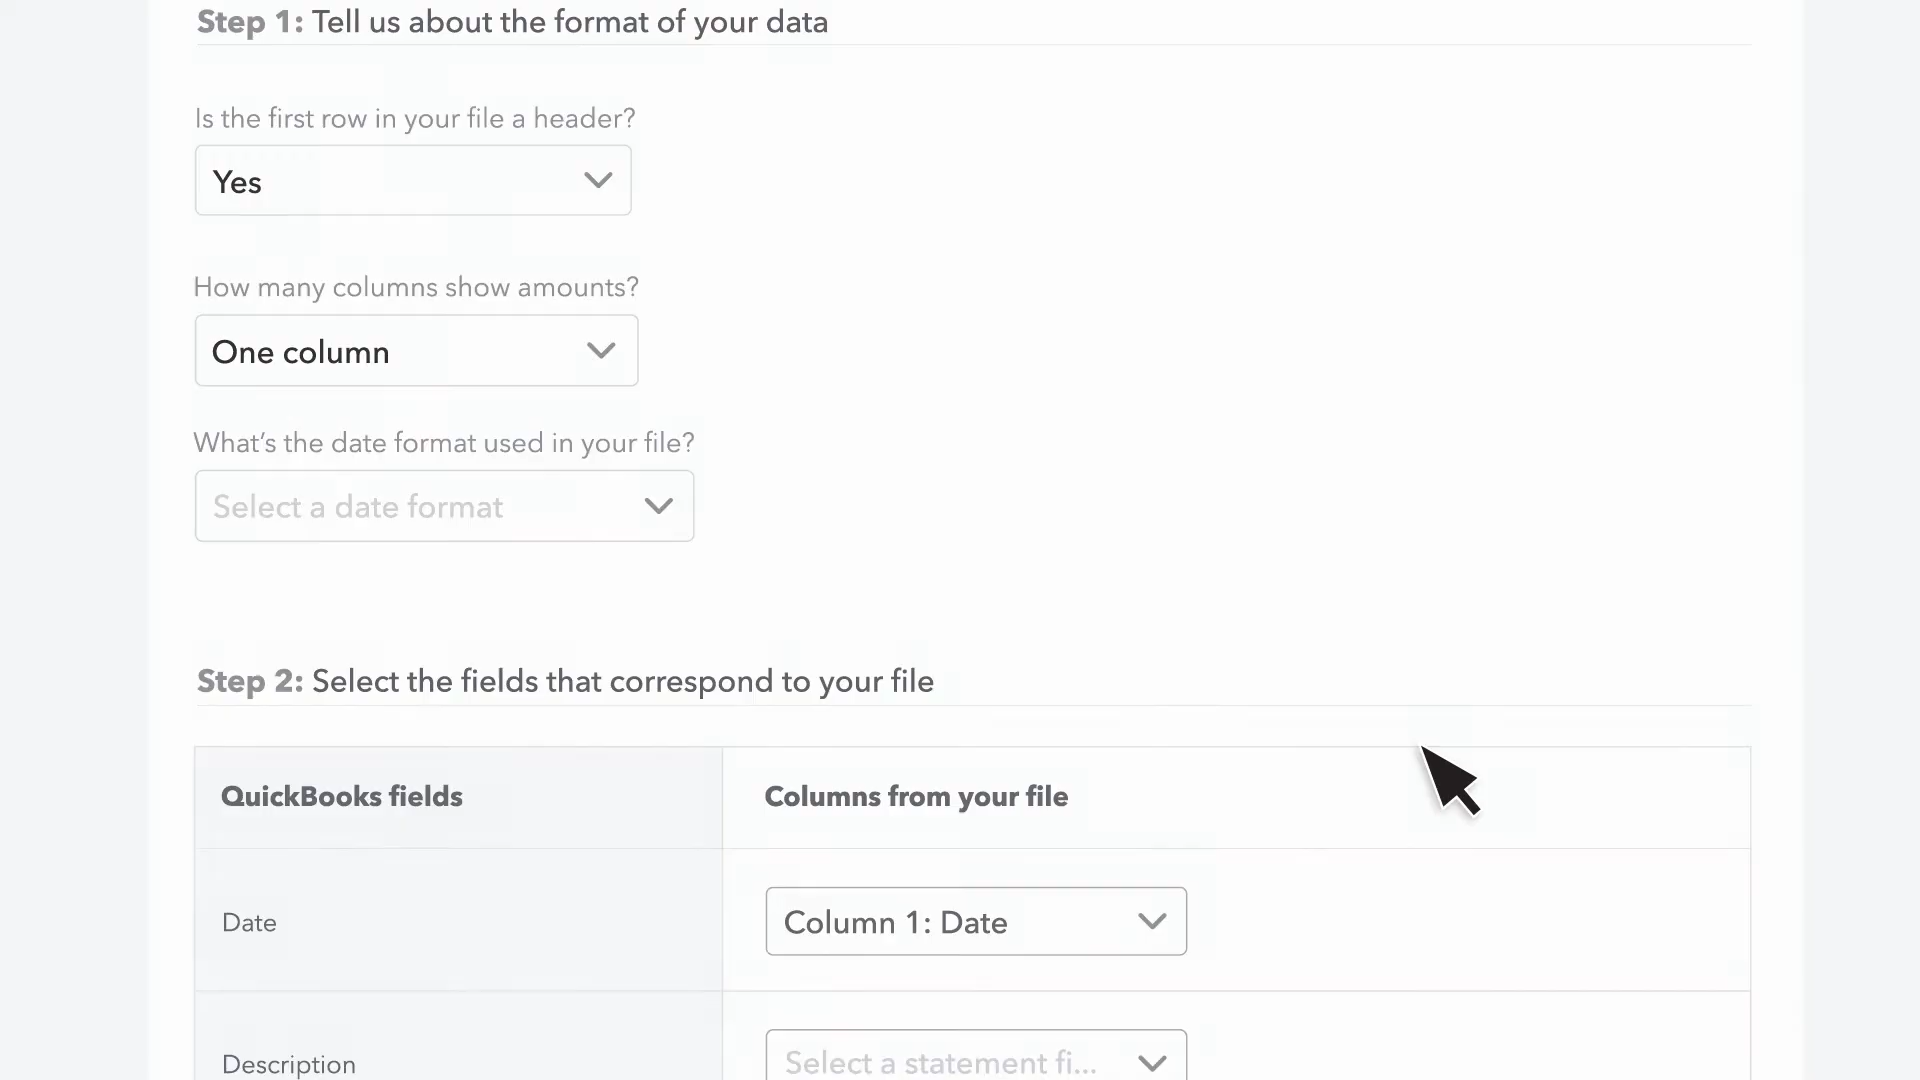 Step 1: Tell us about the format of your data
Is the first row in your file a header?
Yes
How many columns show amounts?
One column
What's the date format used in your file?
Select a date format
Step 2: Select the fields that correspond to your file
QuickBooks fields
Columns from your file
Date
Column 1: Date
Description
Select a statement fi...